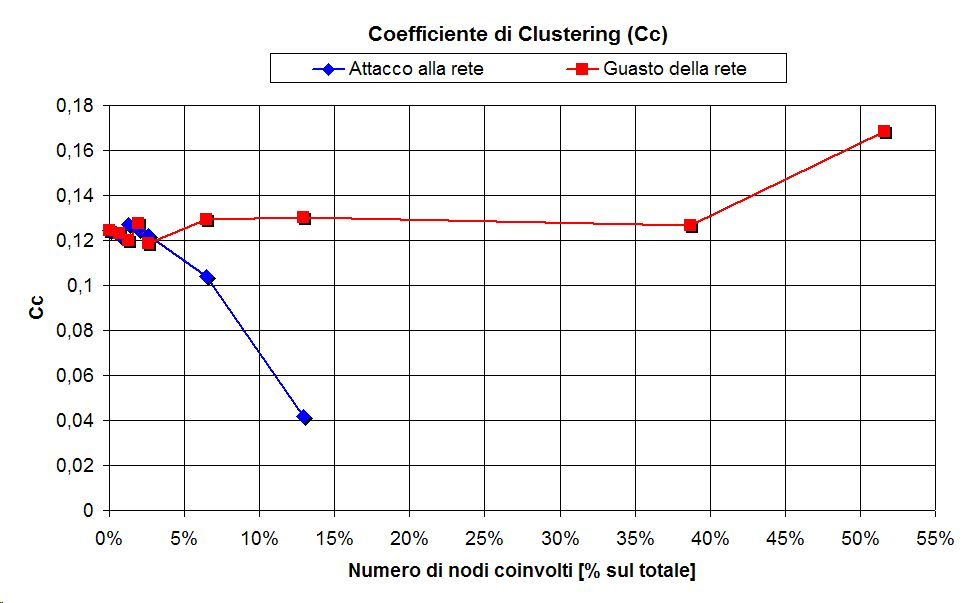 Coefficiente di Clustering (Cc)
Attacco alla rete Guasto della rete
0,18
0,16
0,14
0,12
0,1
0,08
0,06
0,04
0,02
0
Cc
0% 5% 10% 15% 20% 25% 30% 35% 40% 45% 50% 55%
Numero di nodi coinvolti [% sul totale]